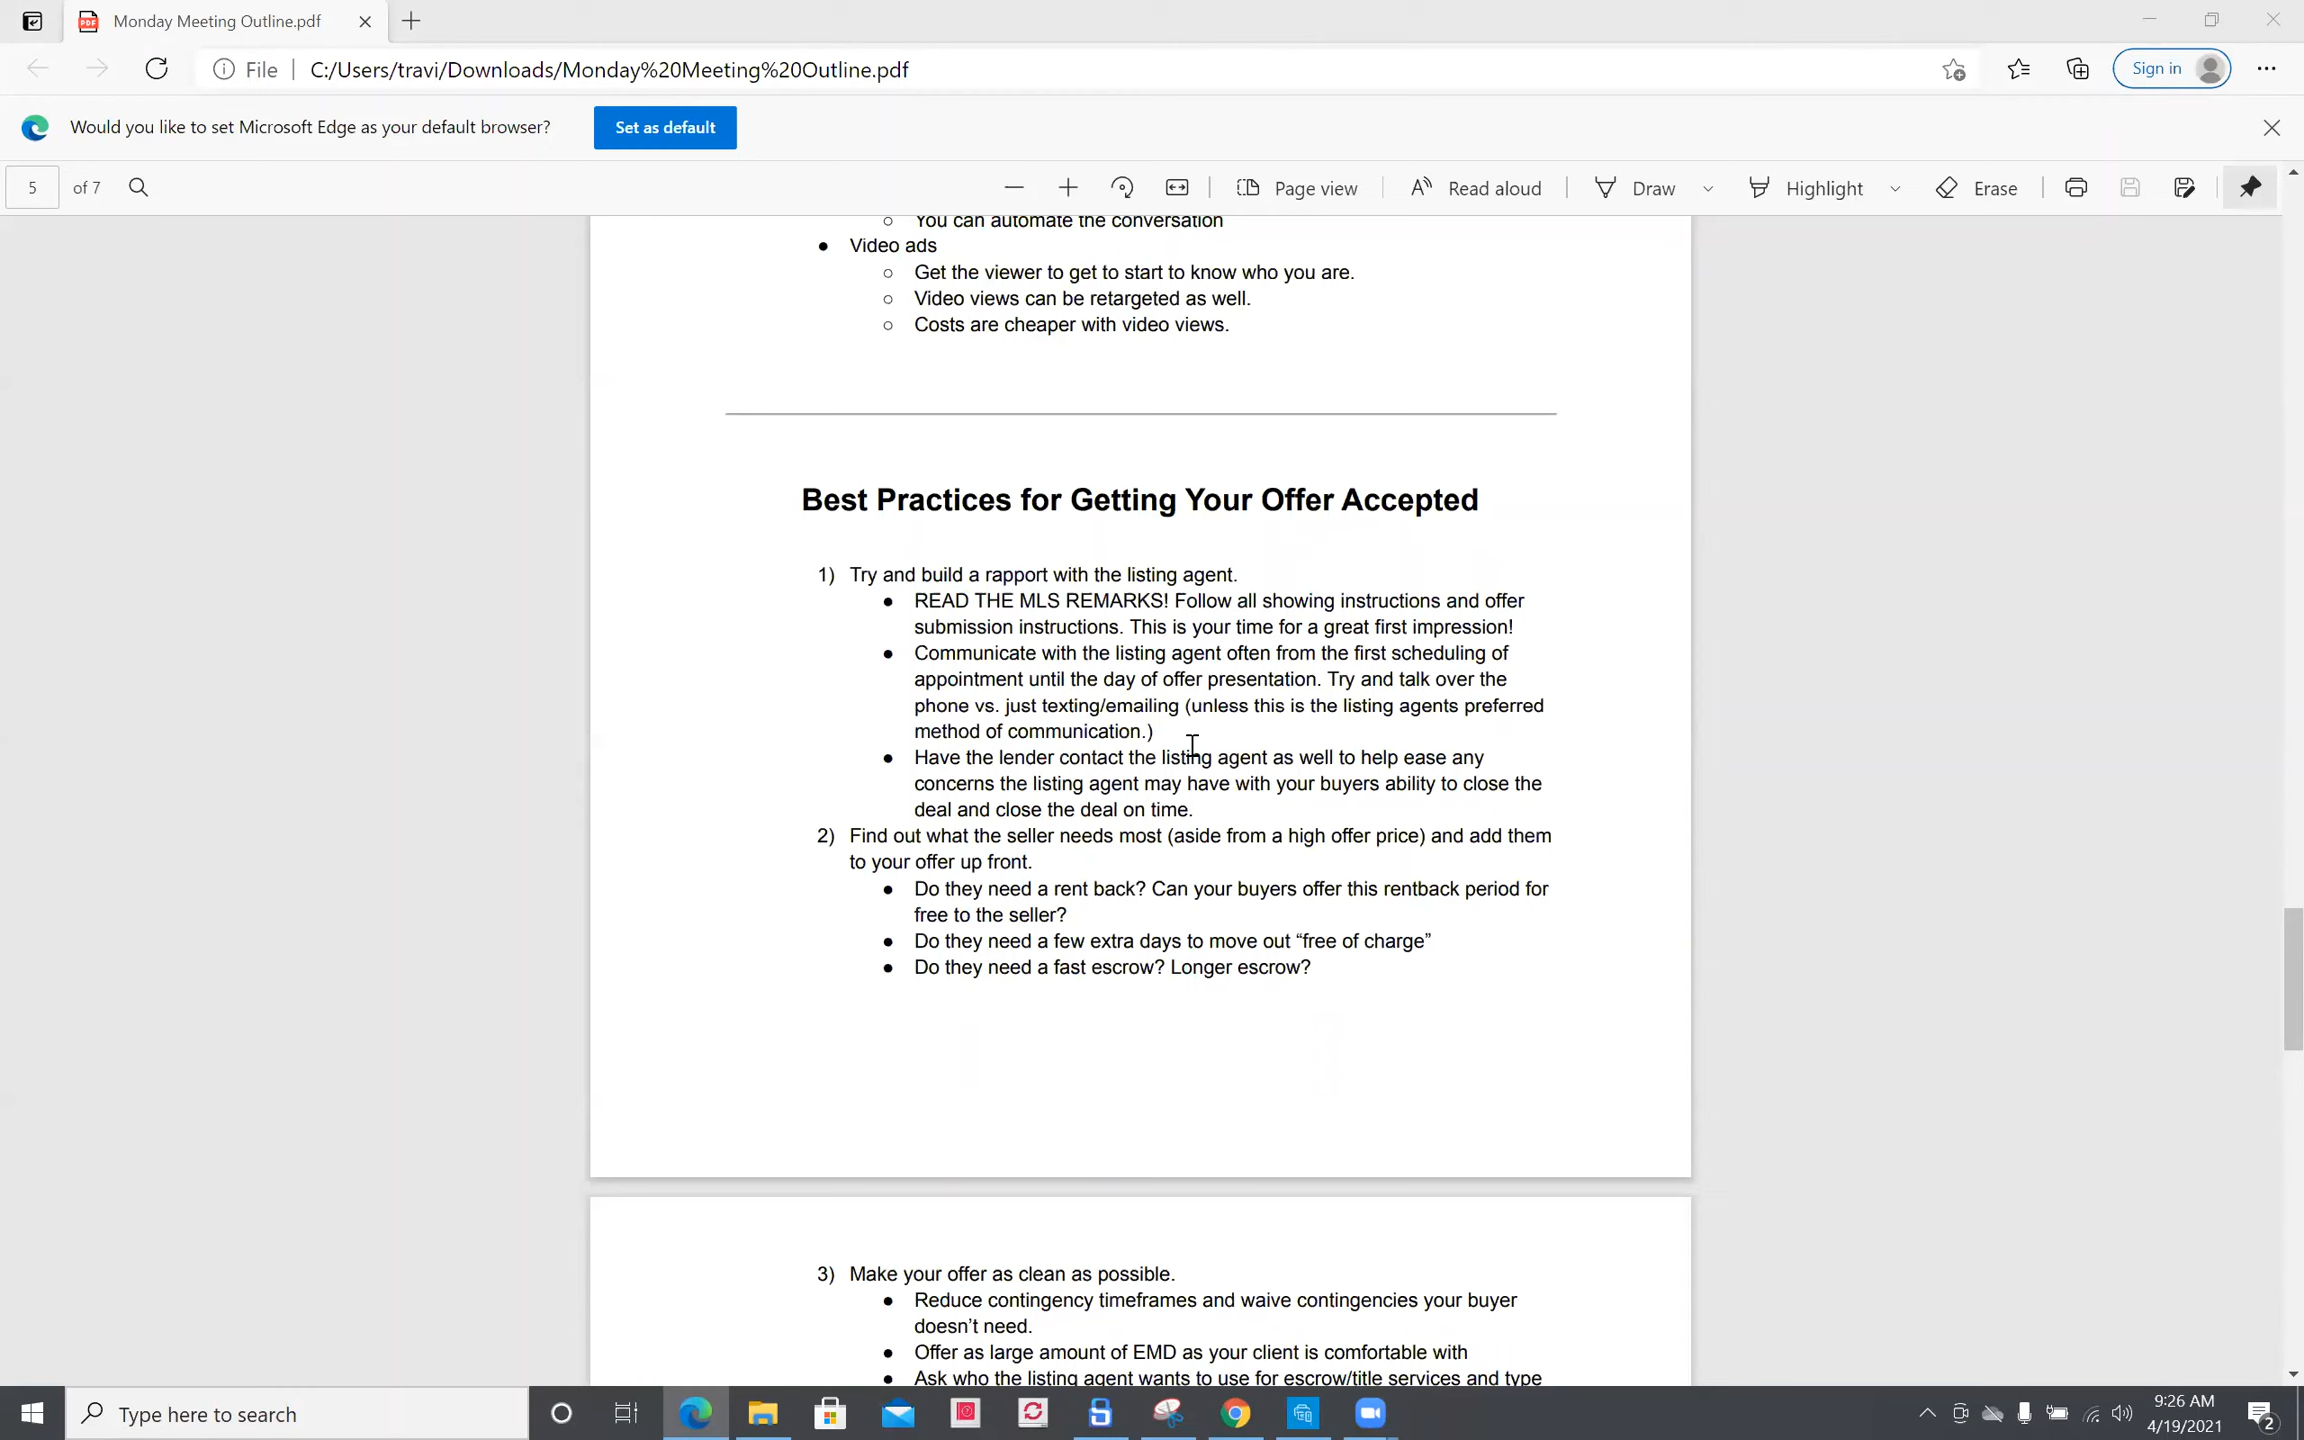 Monday Meeting Outline.pdf
File
C:/Users/travi/Downloads/Monday%20Meeting%20Outline.pdf
Sign in
Would you like to set Microsoft Edge as your default browser?
Set as default
5 of 7
Page view
Read aloud
Draw
Highlight
Erase
○ You can automate the conversation
● Video ads
○ Get the viewer to get to start to know who you are.
○ Video views can be retargeted as well.
○ Costs are cheaper with video views.
Best Practices for Getting Your Offer Accepted
1) Try and build a rapport with the listing agent.
● READ THE MLS REMARKS! Follow all showing instructions and offer
submission instructions. This is your time for a great first impression!
● Communicate with the listing agent often from the first scheduling of
appointment until the day of offer presentation. Try and talk over the
phone vs. just texting/emailing (unless this is the listing agents preferred
method of communication.)
● Have the lender contact the listing agent as well to help ease any
concerns the listing agent may have with your buyers ability to close the
deal and close the deal on time.
2) Find out what the seller needs most (aside from a high offer price) and add them
to your offer up front.
● Do they need a rent back? Can your buyers offer this rentback period for
free to the seller?
● Do they need a few extra days to move out “free of charge”
● Do they need a fast escrow? Longer escrow?
3) Make your offer as clean as possible.
● Reduce contingency timeframes and waive contingencies your buyer
doesn’t need.
● Offer as large amount of EMD as your client is comfortable with
● Ask who the listing agent wants to use for escrow/title services and type
Type here to search
9:26 AM
4/19/2021
2